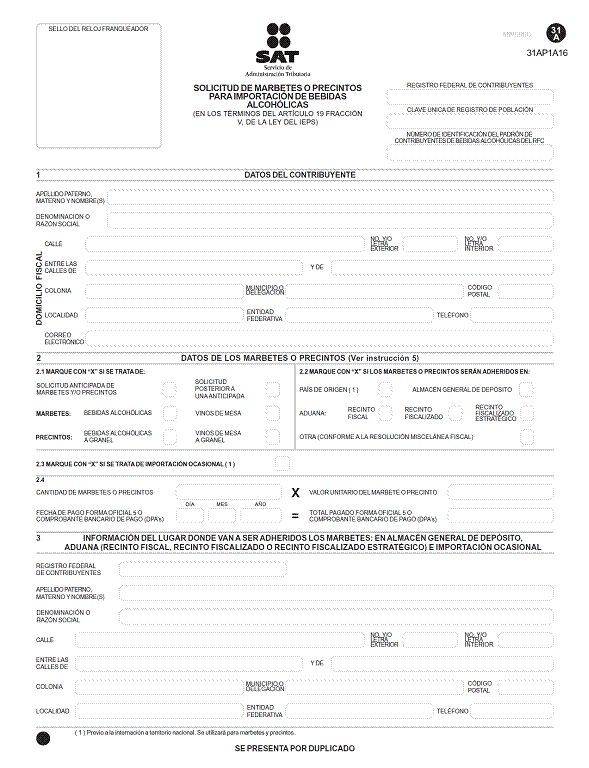 SELLO DEL RELOJ FRANQUEADOR
31
A
31AP1A16
SAT
Servicio de
Administración Tributaria
SOLICITUD DE MARBETES O PRECINTOS
PARA IMPORTACIÓN DE BEBIDAS
ALCOHÓLICAS
(EN LOS TÉRMINOS DEL ARTÍCULO 19 FRACCIÓN
V, DE LA LEY DEL IEPS)
REGISTRO FEDERAL DE CONTRIBUYENTES
CLAVE ÚNICA DE REGISTRO DE POBLACIÓN
NÚMERO DE IDENTIFICACIÓN DEL PADRÓN DE
CONTRIBUYENTES DE BEBIDAS ALCOHÓLICAS DEL RFC
1 DATOS DEL CONTRIBUYENTE
APELLIDO PATERNO,
MATERNO Y NOMBRE(S)
DENOMINACIÓN O
RAZÓN SOCIAL
DOMICILIO FISCAL
CALLE NO. Y/O LETRA EXTERIOR NO. Y/O LETRA INTERIOR
ENTRE LAS CALLES DE Y DE
COLONIA MUNICIPIO O DELEGACIÓN CÓDIGO POSTAL
LOCALIDAD ENTIDAD FEDERATIVA TELÉFONO
CORREO
ELECTRÓNICO
2 DATOS DE LOS MARBETES O PRECINTOS (Ver instrucción 5)
2.1 MARQUE CON "X" SI SE TRATA DE:
SOLICITUD ANTICIPADA DE MARBETES Y/O PRECINTOS SOLICITUD POSTERIOR A UNA ANTICIPADA
MARBETES: BEBIDAS ALCOHÓLICAS VINOS DE MESA
PRECINTOS: BEBIDAS ALCOHÓLICAS A GRANEL VINOS DE MESA A GRANEL
2.2 MARQUE CON "X" SI LOS MARBETES O PRECINTOS SERÁN ADHERIDOS EN:
PAÍS DE ORIGEN ( 1 ) ALMACÉN GENERAL DE DEPÓSITO
ADUANA: RECINTO FISCAL RECINTO FISCALIZADO RECINTO FISCALIZADO ESTRATÉGICO
OTRA (CONFORME A LA RESOLUCIÓN MISCELÁNEA FISCAL)
2.3 MARQUE CON "X" SI SE TRATA DE IMPORTACIÓN OCASIONAL ( 1 )
2.4
CANTIDAD DE MARBETES O PRECINTOS X VALOR UNITARIO DEL MARBETE O PRECINTO
DÍA MES AÑO
FECHA DE PAGO FORMA OFICIAL 5 O COMPROBANTE BANCARIO DE PAGO (DPA's) = TOTAL PAGADO FORMA OFICIAL 5 O COMPROBANTE BANCARIO DE PAGO (DPA's)
3 INFORMACIÓN DEL LUGAR DONDE VAN A SER ADHERIDOS LOS MARBETES: EN ALMACÉN GENERAL DE DEPÓSITO,
ADUANA (RECINTO FISCAL, RECINTO FISCALIZADO O RECINTO FISCALIZADO ESTRATÉGICO) E IMPORTACIÓN OCASIONAL
REGISTRO FEDERAL
DE CONTRIBUYENTES
APELLIDO PATERNO,
MATERNO Y NOMBRE(S)
DENOMINACIÓN O
RAZÓN SOCIAL
CALLE NO. Y/O LETRA EXTERIOR NO. Y/O LETRA INTERIOR
ENTRE LAS CALLES DE Y DE
COLONIA MUNICIPIO O DELEGACIÓN CÓDIGO POSTAL
LOCALIDAD ENTIDAD FEDERATIVA TELÉFONO
( 1 ) Previo a la internación a territorio nacional. Se utilizará para marbetes y precintos.
SE PRESENTA POR DUPLICADO